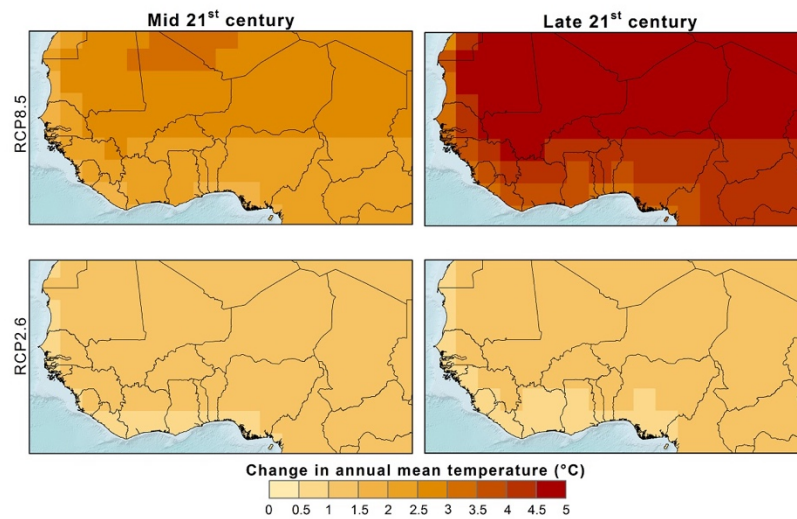 Mid 21st century
Late 21st century
RCP8.5
RCP2.6
Change in annual mean temperature (°C)
0 0.5 1 1.5 2 2.5 3 3.5 4 4.5 5